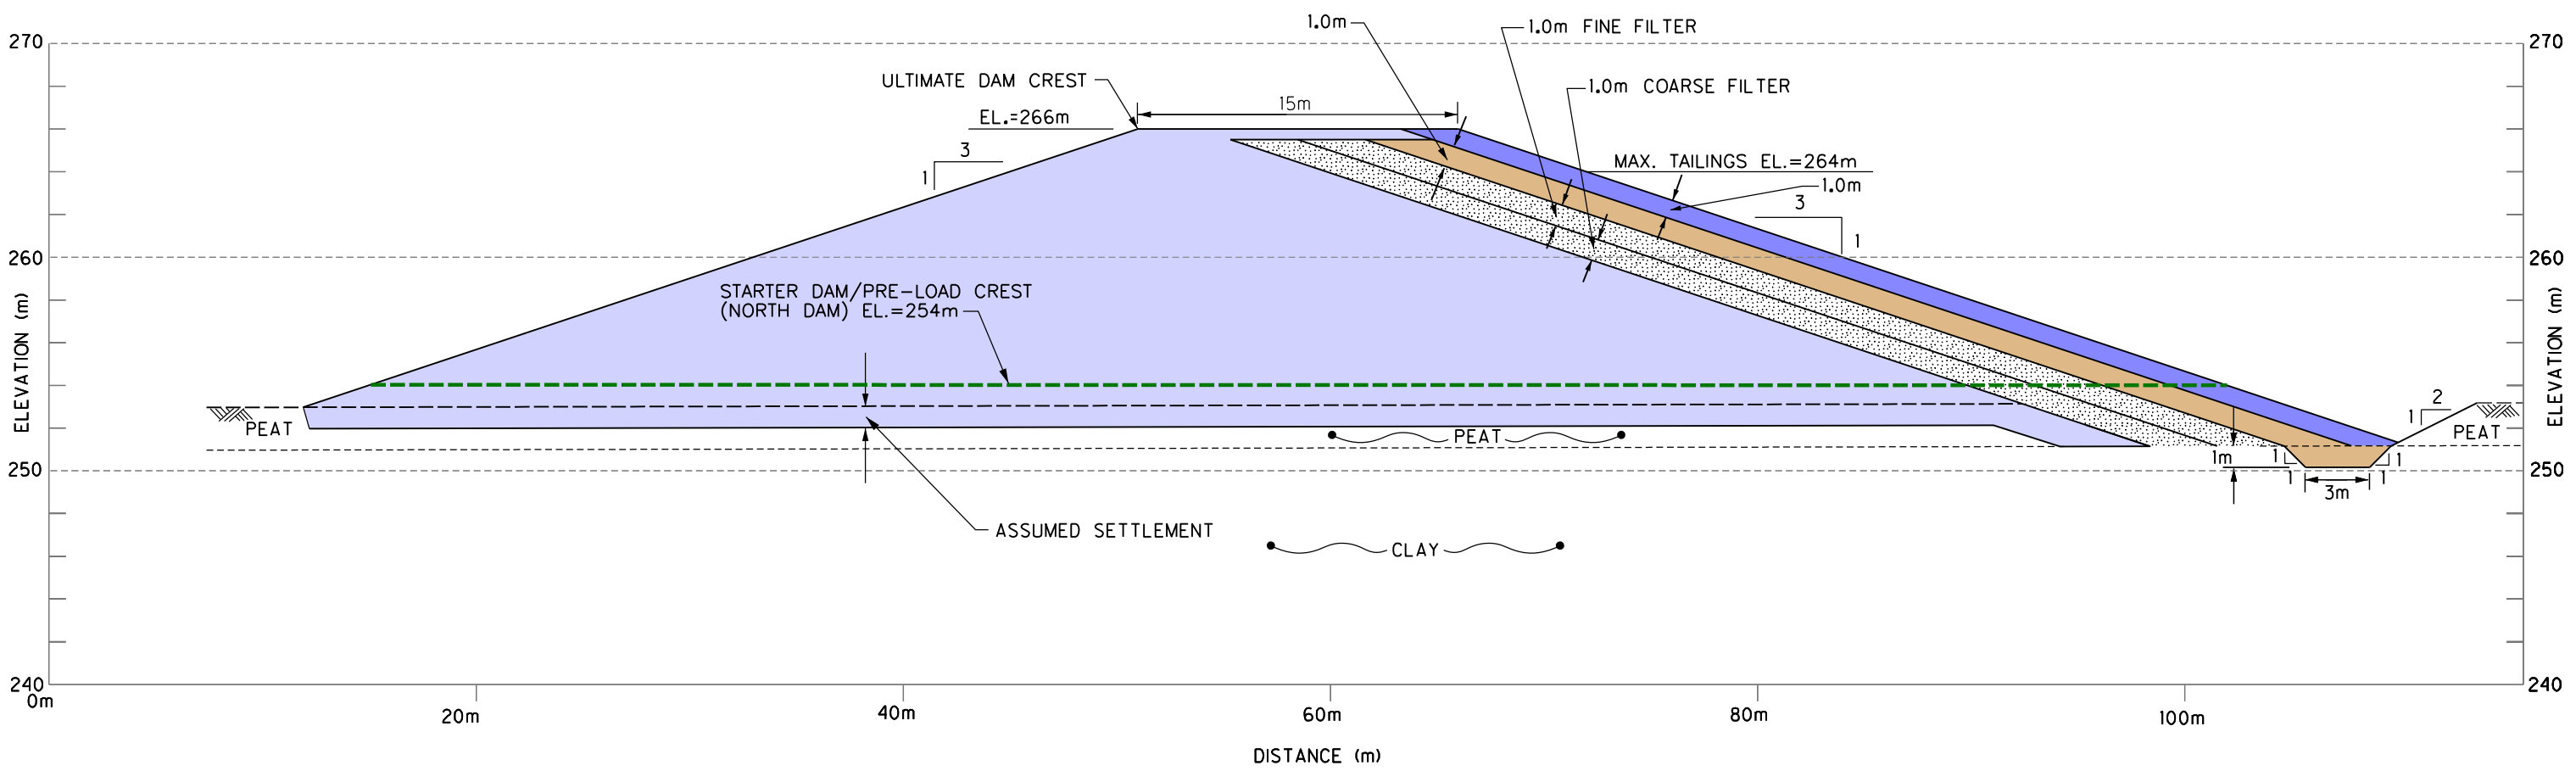 1.0m
1.0m FINE FILTER
270
270
ULTIMATE DAM CREST
1.0m COARSE FILTER
15m
EL.=266m
3
1
MAX. TAILINGS EL.=264m
1.0m
3
1
260
260
STARTER DAM/PRE-LOAD CREST
(NORTH DAM) EL.=254m
ELEVATION (m)
ELEVATION (m)
2
1
PEAT
PEAT
PEAT
1m
1
1
1
1
3m
250
250
ASSUMED SETTLEMENT
CLAY
240
240
0m
20m
40m
60m
80m
100m
DISTANCE (m)